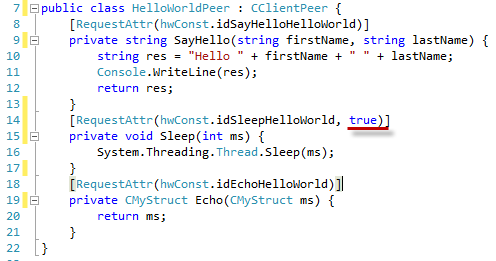 7 public class HelloWorldPeer : CClientPeer {
8 [RequestAttr(hwConst.idSayHelloHelloWorld)]
9 private string SayHello(string firstName, string lastName) {
10 string res = "Hello " + firstName + " " + lastName;
11 Console.WriteLine(res);
12 return res;
13 }
14 [RequestAttr(hwConst.idSleepHelloWorld, true)]
15 private void Sleep(int ms) {
16 System.Threading.Thread.Sleep(ms);
17 }
18 [RequestAttr(hwConst.idEchoHelloWorld)]
19 private CMyStruct Echo(CMyStruct ms) {
20 return ms;
21 }
22 }